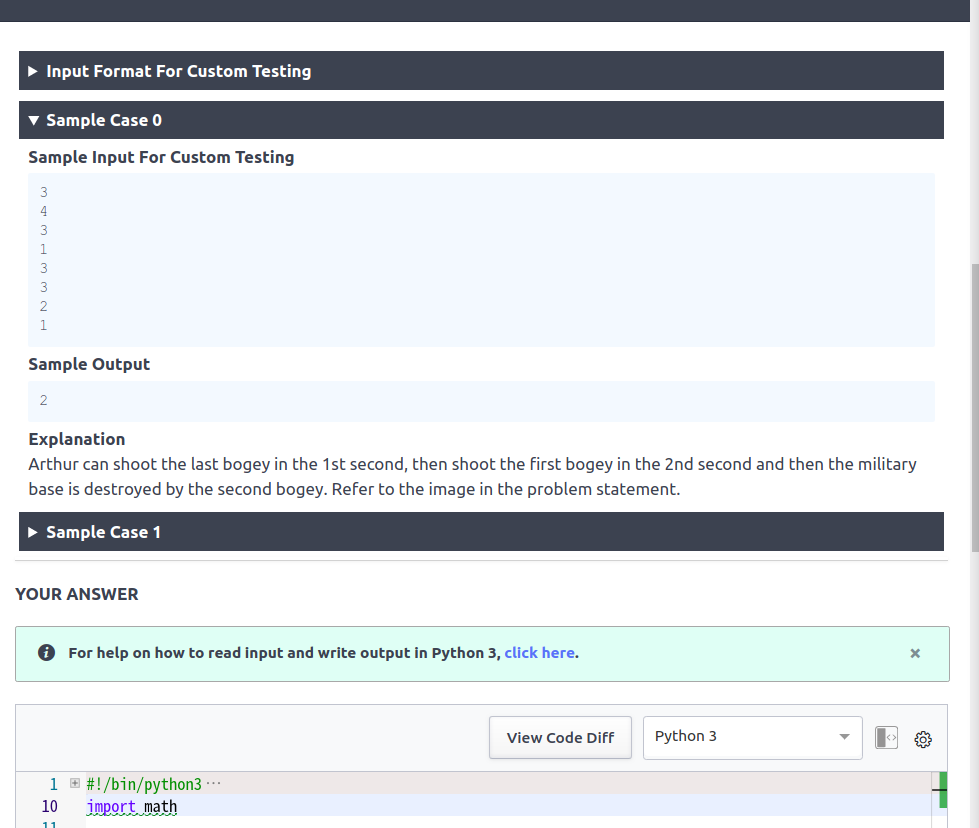 Input Format For Custom Testing
Sample Case 0
Sample Input For Custom Testing
3
4
3
1
3
3
2
1
Sample Output
2
Explanation
Arthur can shoot the last bogey in the 1st second, then shoot the first bogey in the 2nd second and then the military
base is destroyed by the second bogey. Refer to the image in the problem statement.
Sample Case 1
YOUR ANSWER
For help on how to read input and write output in Python 3, click here.
View Code Diff
Python 3
1 #!/bin/python3 ···
10 import math
11